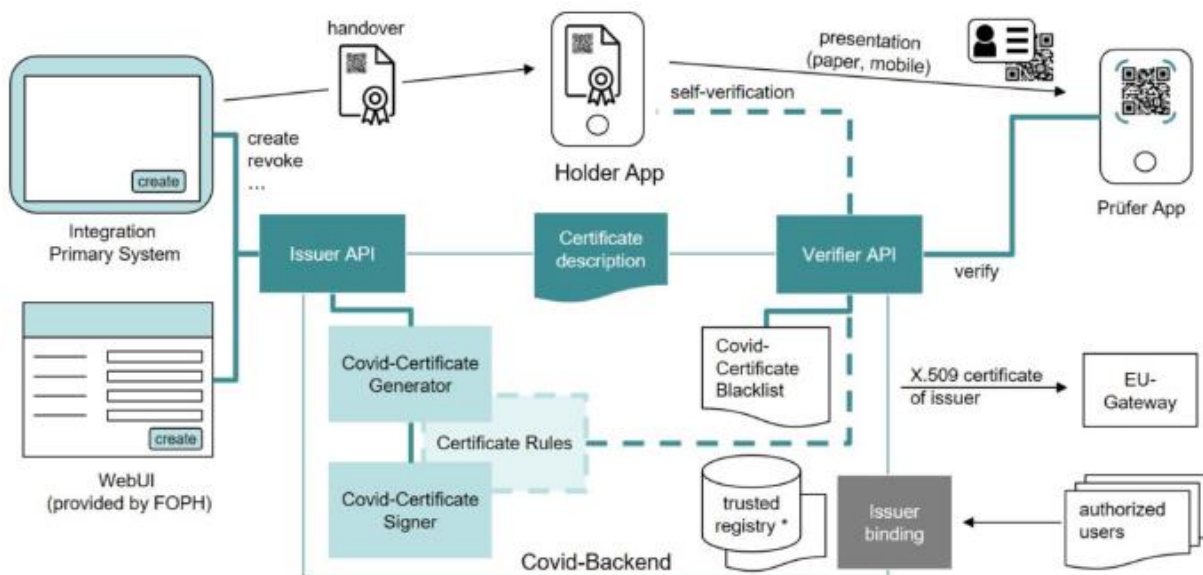 handover
presentation
(paper, mobile)
self-verification
create
revoke
...
create
Holder App
Prüfer App
Integration
Primary System
Issuer API
Certificate
description
Verifier API
verify
Covid-Certificate
Generator
Covid-
Certificate
Blacklist
X.509 certificate
of issuer
EU-
Gateway
Certificate Rules
create
WebUI
(provided by FOPH)
Covid-Certificate
Signer
trusted
registry *
Issuer
binding
authorized
users
Covid-Backend